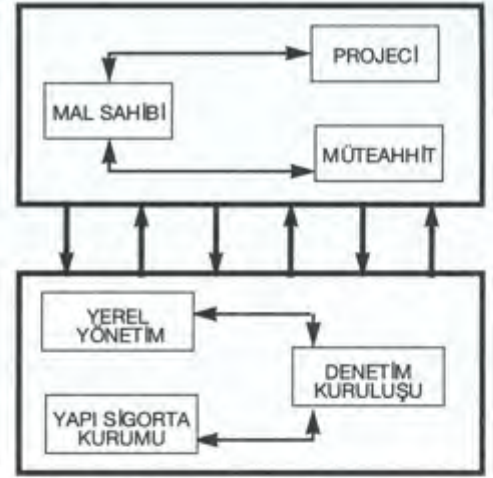 PROJECİ
MAL SAHİBİ
MÜTEAHHİT
YEREL
YÖNETİM
DENETİM
KURULUŞU
YAPI SİGORTA
KURUMU